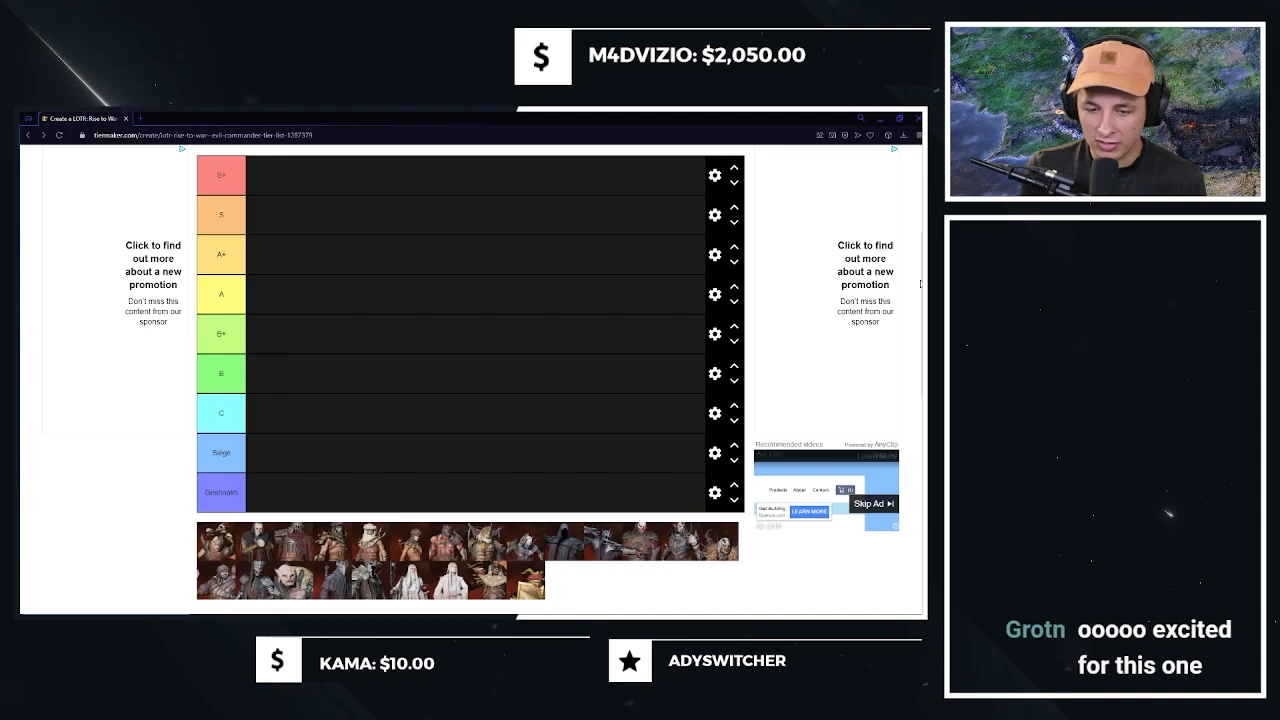 $ M4DVIZIO: $2,050.00
Create a LOTR: Rise to Wa
tiermaker.com/create/lotr-rise-to-war--evil-commander-tier-list-1287379
S+
S
A+
A
B+
B
C
Siege
Grishnákh
Click to find
out more
about a new
promotion
Don't miss this
content from our
sponsor
Click to find
out more
about a new
promotion
Don't miss this
content from our
sponsor
Recommended videos Powered by AnyClip
Products About Contact
LEARN MORE
Skip Ad
Grotn ooooo excited
for this one
$ KAMA: $10.00
ADYSWITCHER